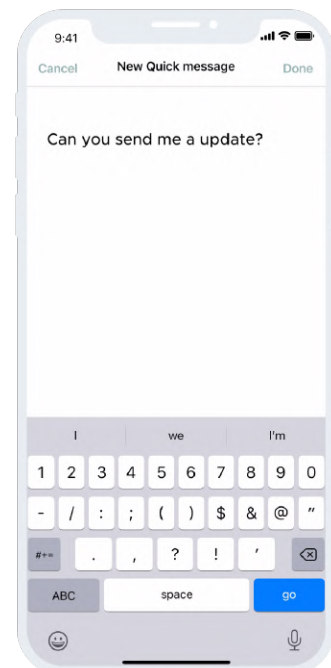 9:41
Cancel New Quick message Done
Can you send me a update?
I we I'm
1 2 3 4 5 6 7 8 9 0
- / : ; ( ) $ & @ "
#+= . , ? ! '
ABC space go